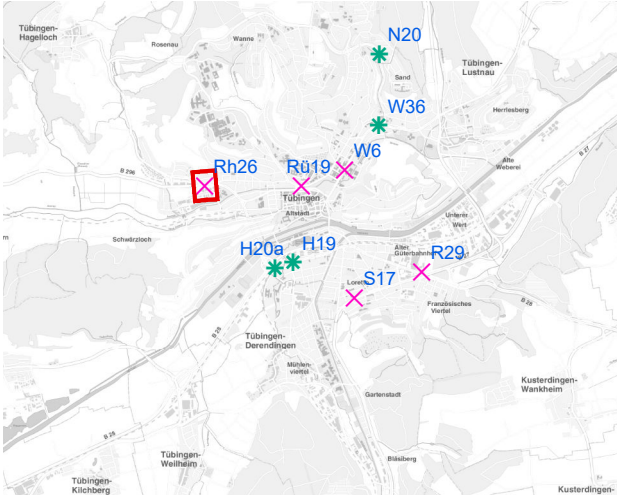 Tübingen-
Hagelloch
Rosenau
Wanne
N20
Sand
Tübingen-
Lustnau
W36
Herrlesberg
B 27
W6
Rh26
Rü19
B 296
Alte
Weberei
Tübingen
Altstadt
Schwärzloch
Unterm
Wert
H20a
H19
Alter
Güterbahnhof
R29
Loretto
S17
Französisches
Viertel
B 28
B 28
Tübingen-
Derendingen
Mühlen-
viertel
Gartenstadt
Kusterdingen-
Wankheim
B 28
Tübingen-
Weilheim
Bläsiberg
Tübingen-
Kilchberg
Kusterdingen-